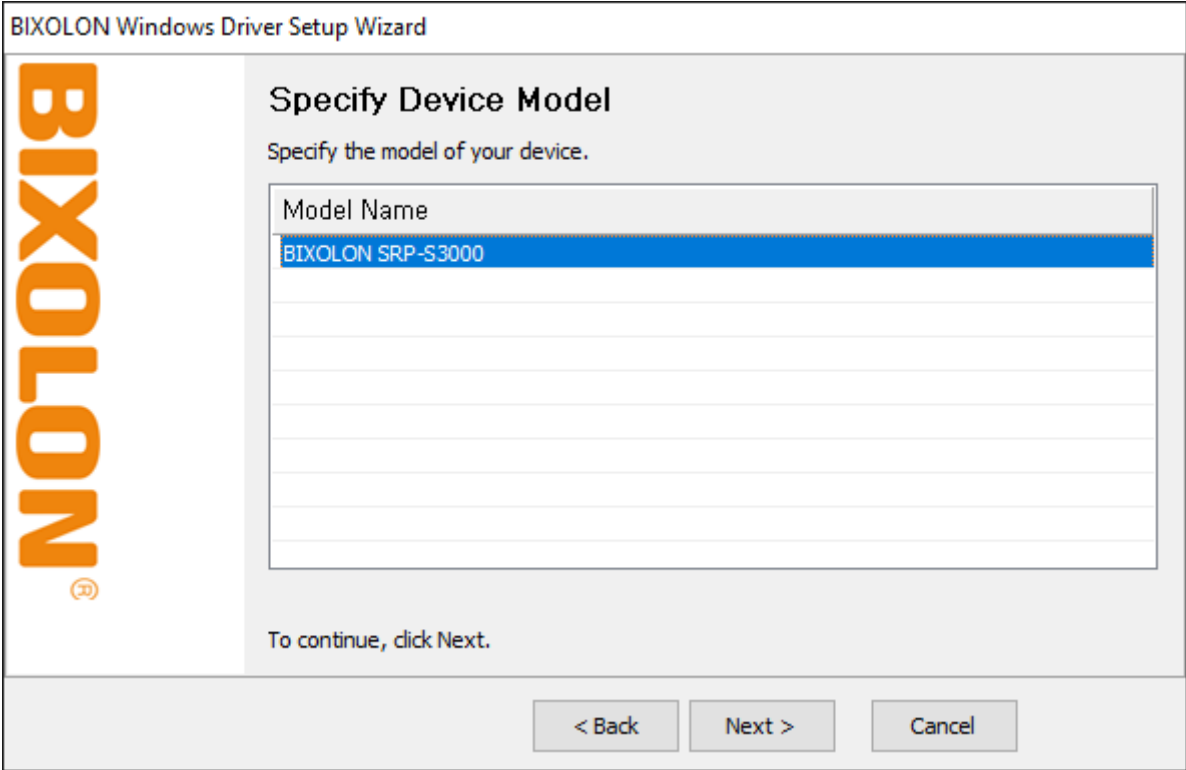 BIXOLON Windows Driver Setup Wizard
BIXOLON®
Specify Device Model
Specify the model of your device.
Model Name
BIXOLON SRP-S3000
To continue, click Next.
< Back
Next >
Cancel